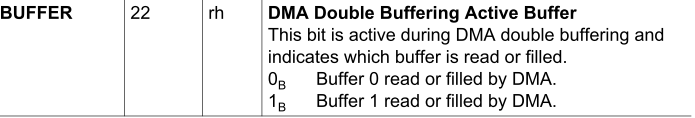 BUFFER 22 rh DMA Double Buffering Active Buffer
This bit is active during DMA double buffering and
indicates which buffer is read or filled.
0B Buffer 0 read or filled by DMA.
1B Buffer 1 read or filled by DMA.